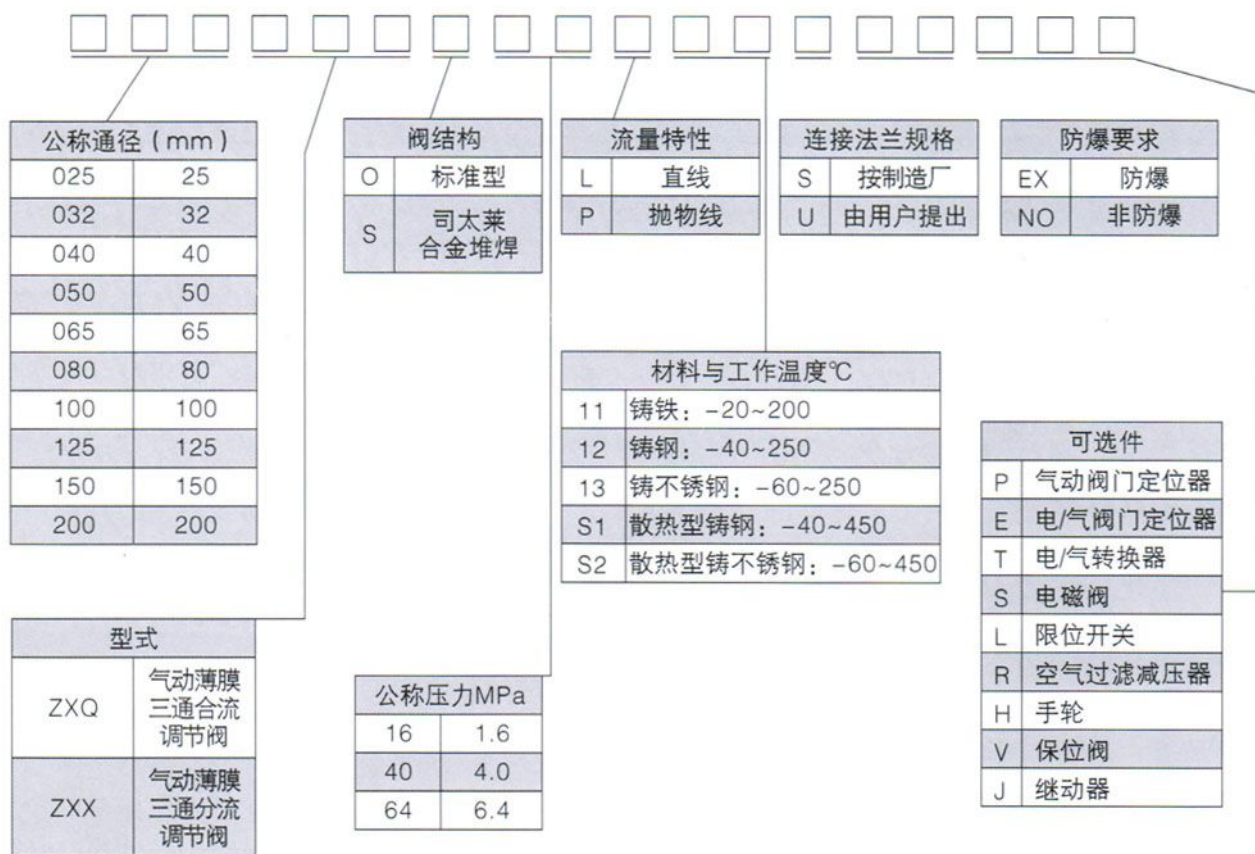 公称通径(mm)
025 25
032 32
040 40
050 50
065 65
080 80
100 100
125 125
150 150
200 200
型式
ZXQ 气动薄膜
三通合流
调节阀
ZXX 气动薄膜
三通分流
调节阀
阀结构
O 标准型
S 司太莱
合金堆焊
公称压力MPa
16 1.6
40 4.0
64 6.4
流量特性
L 直线
P 抛物线
材料与工作温度℃
11 铸铁：-20~200
12 铸钢：-40~250
13 铸不锈钢：-60~250
S1 散热型铸钢：-40~450
S2 散热型铸不锈钢：-60~450
连接法兰规格
S 按制造厂
U 由用户提出
防爆要求
EX 防爆
NO 非防爆
可选件
P 气动阀门定位器
E 电/气阀门定位器
T 电/气转换器
S 电磁阀
L 限位开关
R 空气过滤减压器
H 手轮
V 保位阀
J 继动器